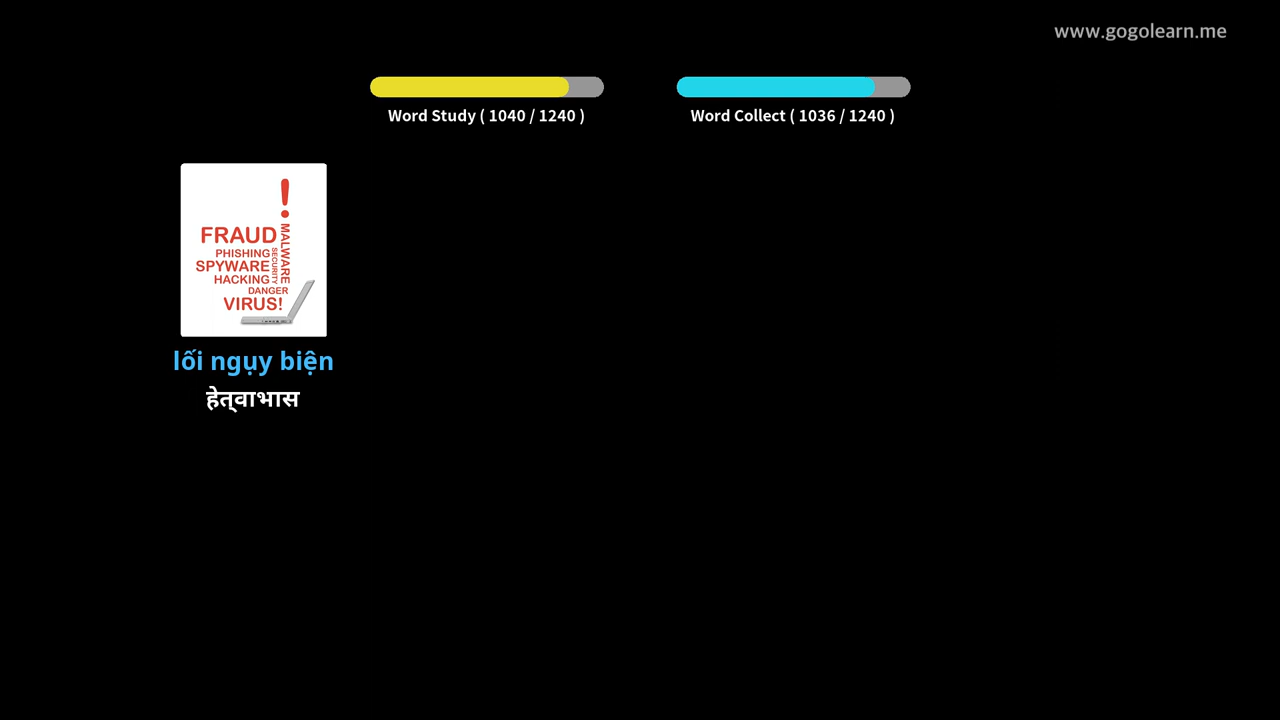 www.gogolearn.me
Word Study ( 1040 / 1240 )
Word Collect ( 1036 / 1240 )
!
FRAUD
MALWARE
PHISHING
SECURITY
SPYWARE
HACKING
DANGER
VIRUS!
lối ngụy biện
हेत्वाभास